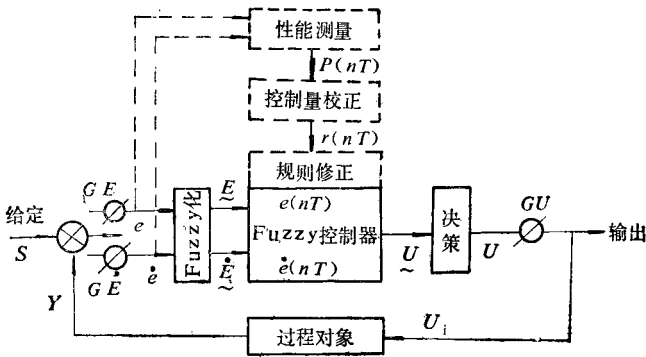 性能测量
P(nT)
控制量校正
r(nT)
规则修正
GE
e
Fuzzy化
E
e(nT)
给定
S
Fuzzy控制器
U
决策
U
GU
输出
GĖ
ė
Ė
ė(nT)
Y
过程对象
U₁